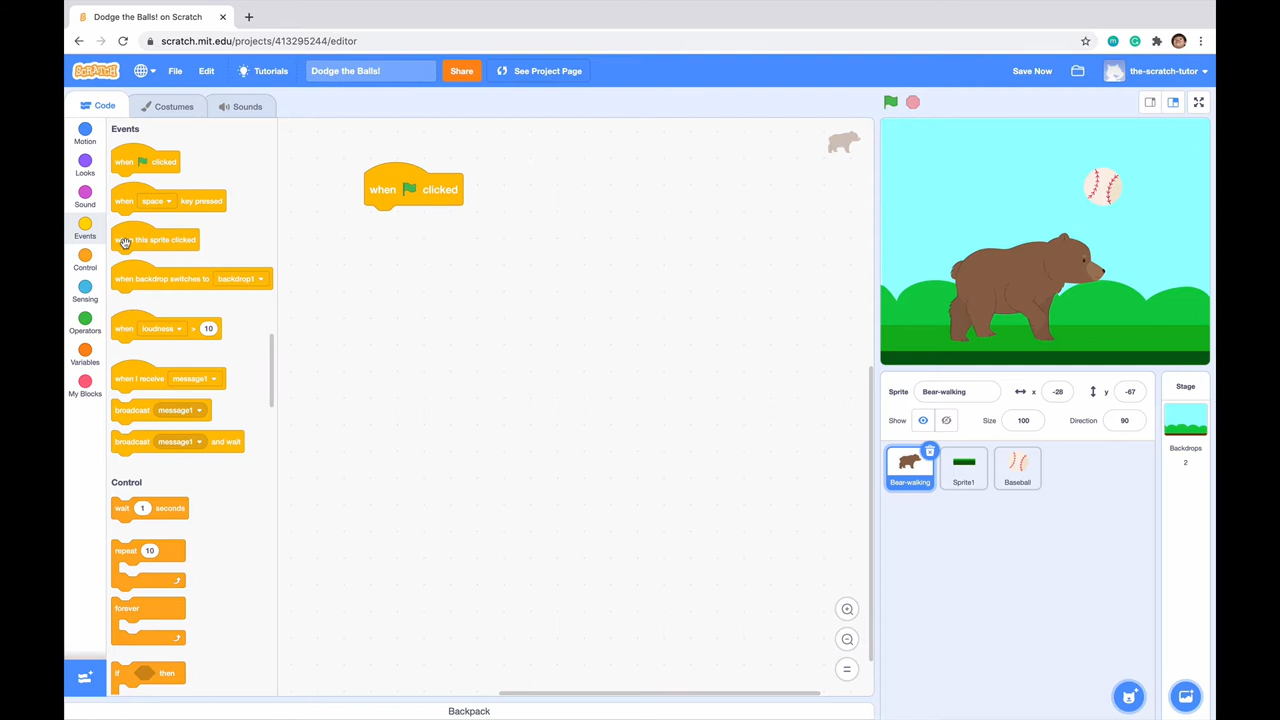 Dodge the Balls! on Scratch
scratch.mit.edu/projects/413295244/editor
SCRATCH File Edit Tutorials Dodge the Balls! Share See Project Page Save Now the-scratch-tutor
Code Costumes Sounds
Motion
Looks
Sound
Events
Control
Sensing
Operators
Variables
My Blocks
Events
when clicked
when space key pressed
when this sprite clicked
when backdrop switches to backdrop1
when loudness > 10
when I receive message1
broadcast message1
broadcast message1 and wait
Control
wait 1 seconds
repeat 10
forever
if then
when clicked
Sprite Bear-walking x -28 y -67
Show Size 100 Direction 90
Bear-walking
Sprite1
Baseball
Stage
Backdrops
2
Backpack